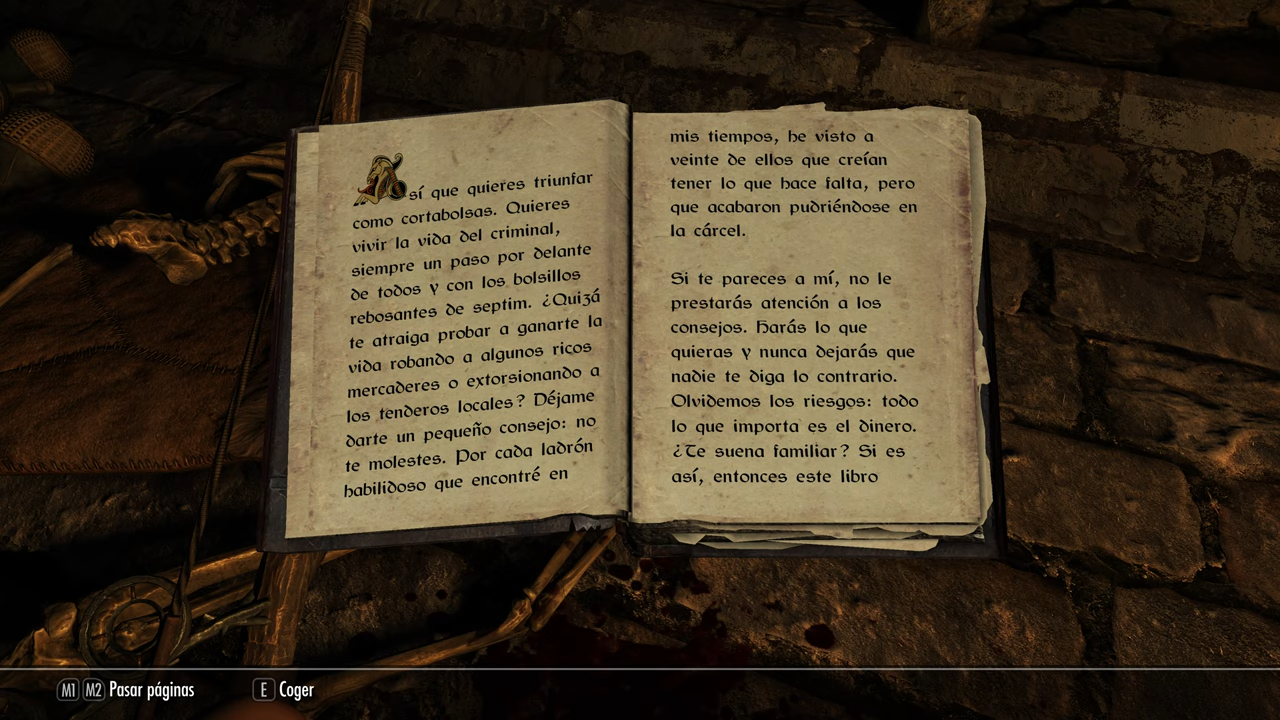 Así que quieres triunfar
como cortabolsas. Quieres
vivir la vida del criminal,
siempre un paso por delante
de todos y con los bolsillos
rebosantes de septim. ¿Quizá
te atraiga probar a ganarte la
vida robando a algunos ricos
mercaderes o extorsionando a
los tenderos locales? Déjame
darte un pequeño consejo: no
te molestes. Por cada ladrón
habilidoso que encontré en
mis tiempos, he visto a
veinte de ellos que creían
tener lo que hace falta, pero
que acabaron pudriéndose en
la cárcel.
Si te pareces a mí, no le
prestarás atención a los
consejos. Harás lo que
quieras y nunca dejarás que
nadie te diga lo contrario.
Olvidemos los riesgos: todo
lo que importa es el dinero.
¿Te suena familiar? Si es
así, entonces este libro
M1 M2 Pasar páginas E Coger